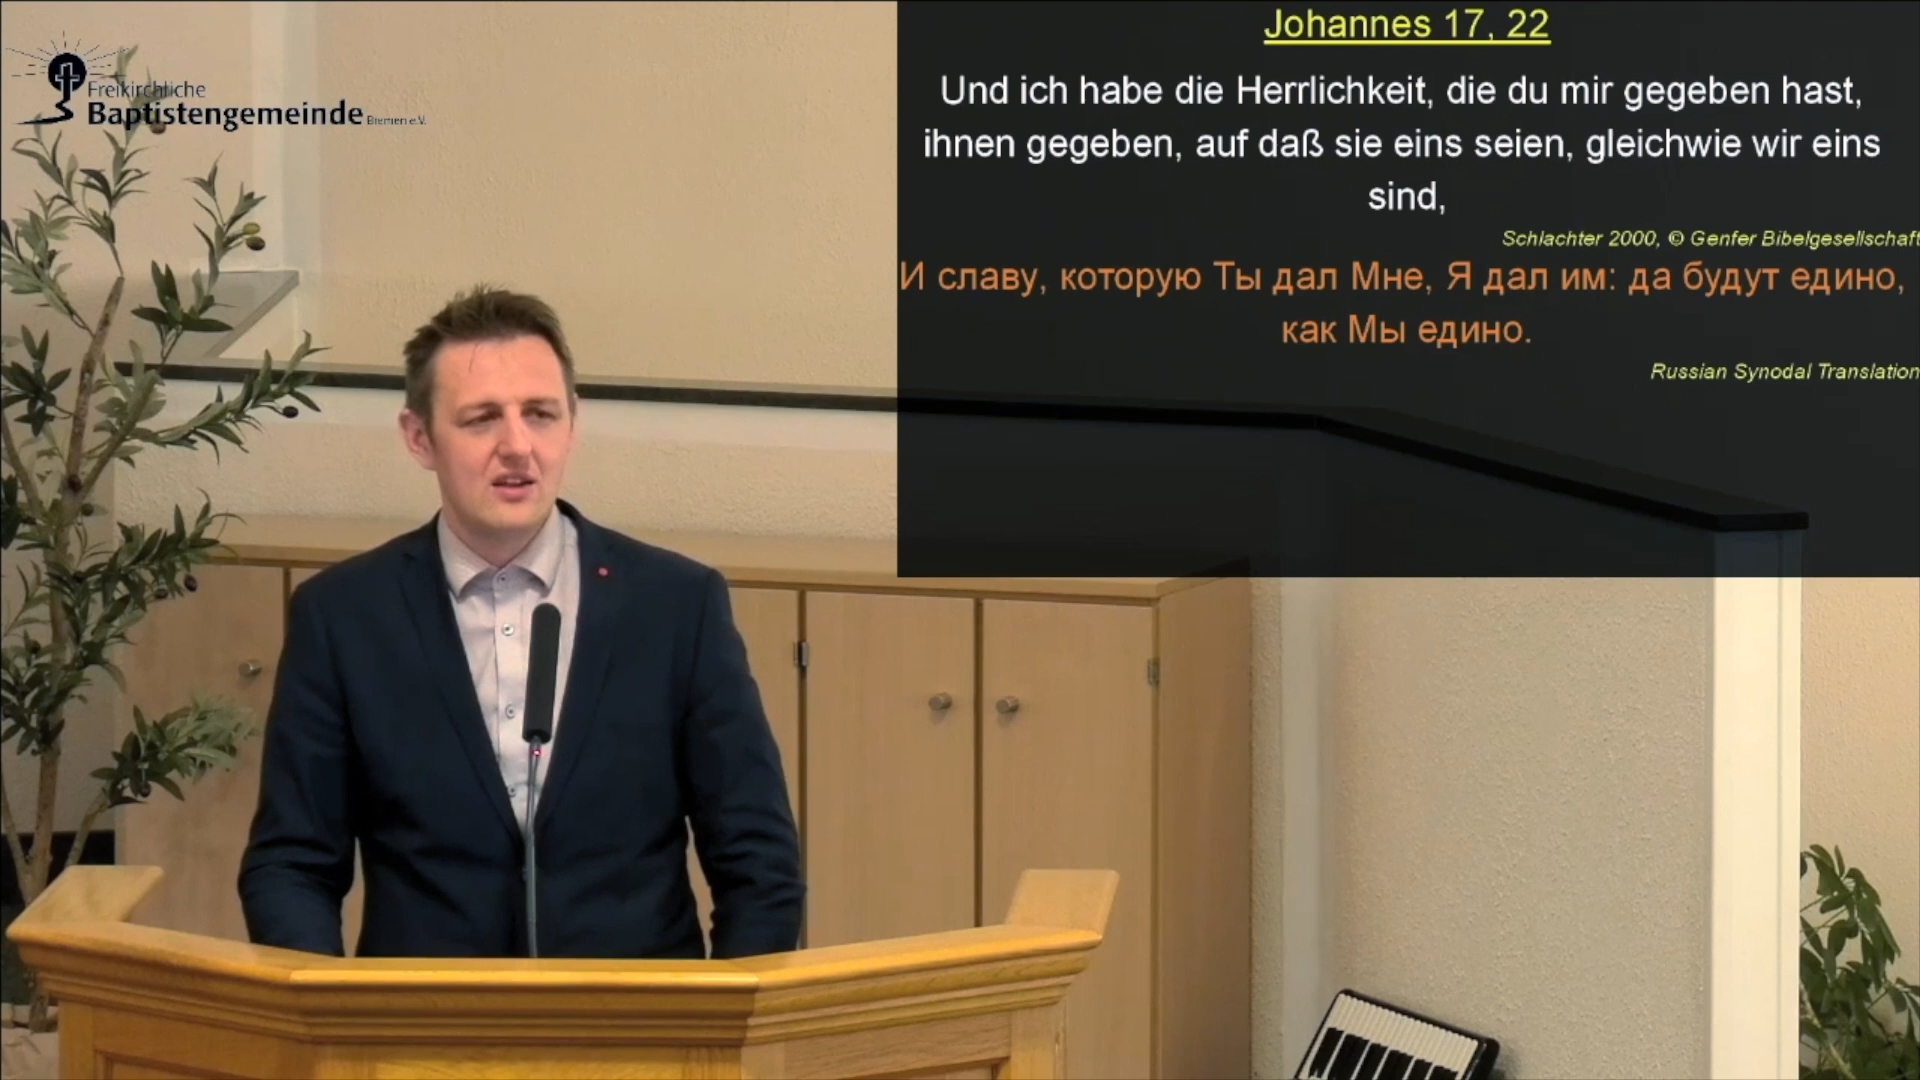 Freikirchliche
Baptistengemeinde Bremen e.V.
Johannes 17, 22
Und ich habe die Herrlichkeit, die du mir gegeben hast,
ihnen gegeben, auf daß sie eins seien, gleichwie wir eins
sind,
Schlachter 2000, © Genfer Bibelgesellschaft
И славу, которую Ты дал Мне, Я дал им: да будут едино,
как Мы едино.
Russian Synodal Translation